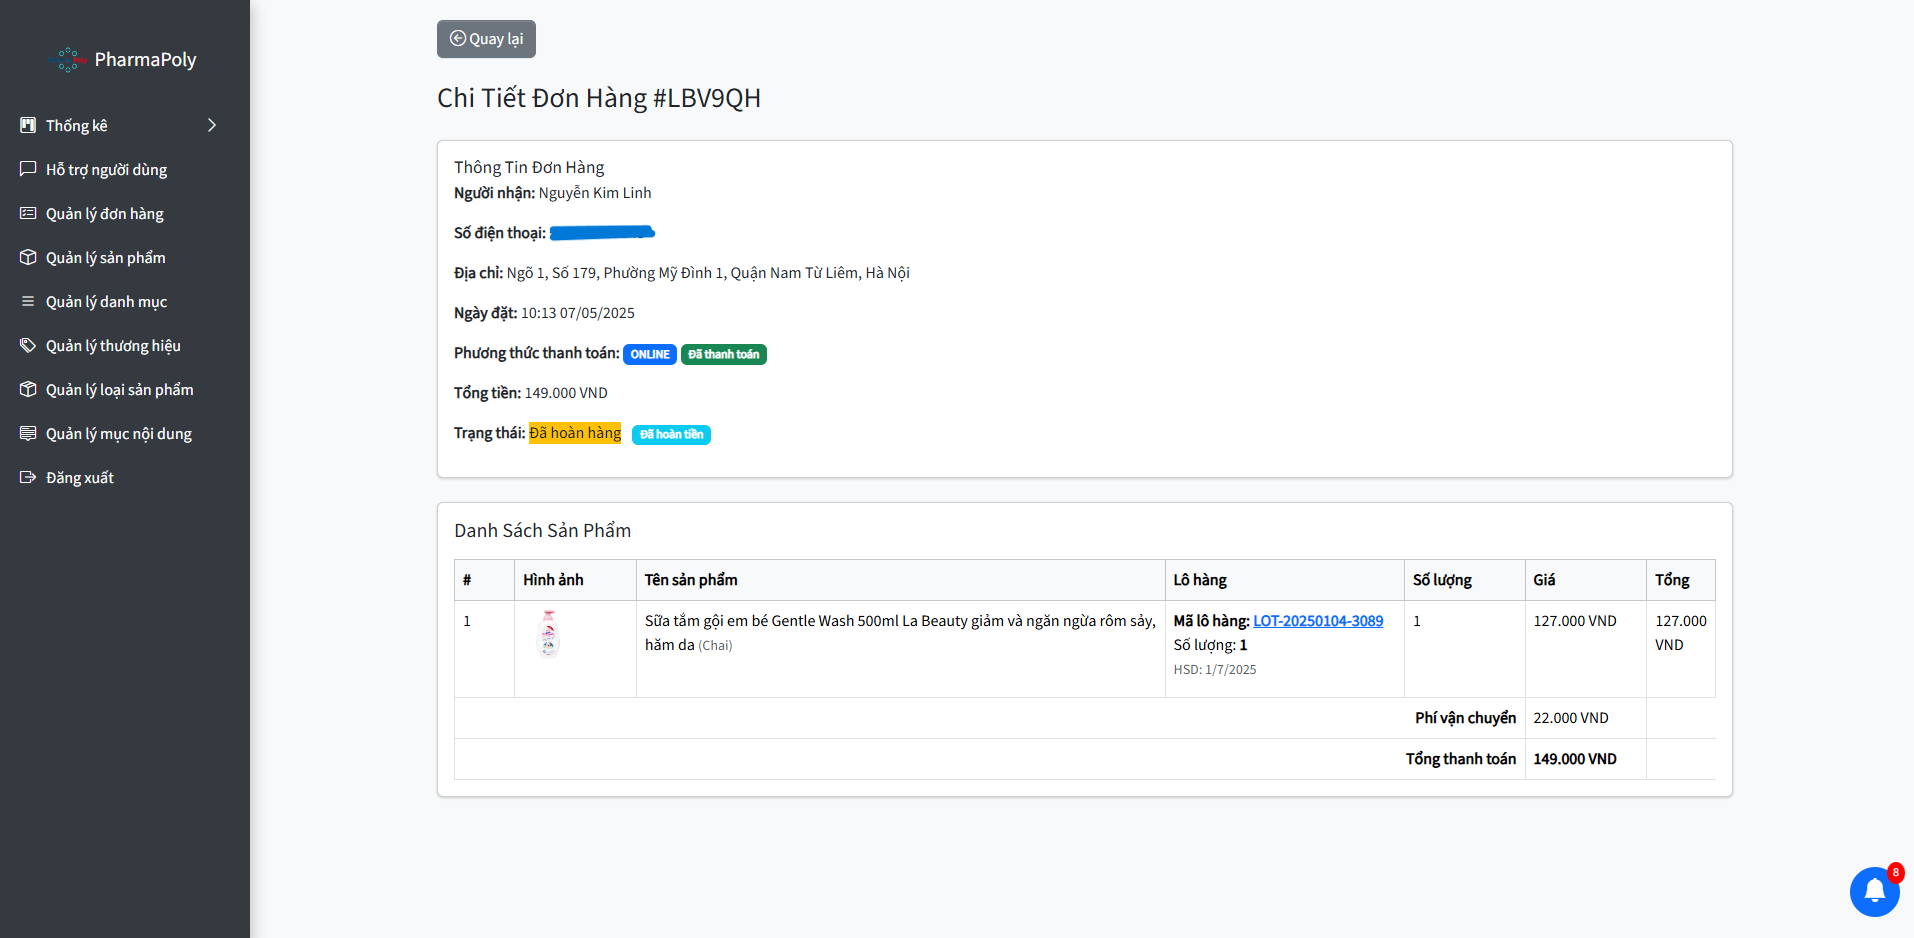 PharmaPoly
Thống kê
Hỗ trợ người dùng
Quản lý đơn hàng
Quản lý sản phẩm
Quản lý danh mục
Quản lý thương hiệu
Quản lý loại sản phẩm
Quản lý mục nội dung
Đăng xuất
Quay lại
Chi Tiết Đơn Hàng #LBV9QH
Thông Tin Đơn Hàng
Người nhận: Nguyễn Kim Linh
Số điện thoại:
Địa chỉ: Ngõ 1, Số 179, Phường Mỹ Đình 1, Quận Nam Từ Liêm, Hà Nội
Ngày đặt: 10:13 07/05/2025
Phương thức thanh toán: ONLINE Đã thanh toán
Tổng tiền: 149.000 VND
Trạng thái: Đã hoàn hàng Đã hoàn tiền
Danh Sách Sản Phẩm
# Hình ảnh Tên sản phẩm Lô hàng Số lượng Giá Tổng
1 Sữa tắm gội em bé Gentle Wash 500ml La Beauty giảm và ngăn ngừa rôm sảy, Mã lô hàng: LOT-20250104-3089 1 127.000 VND 127.000
hăm da (Chai) Số lượng: 1 VND
HSD: 1/7/2025
Phí vận chuyển 22.000 VND
Tổng thanh toán 149.000 VND
8